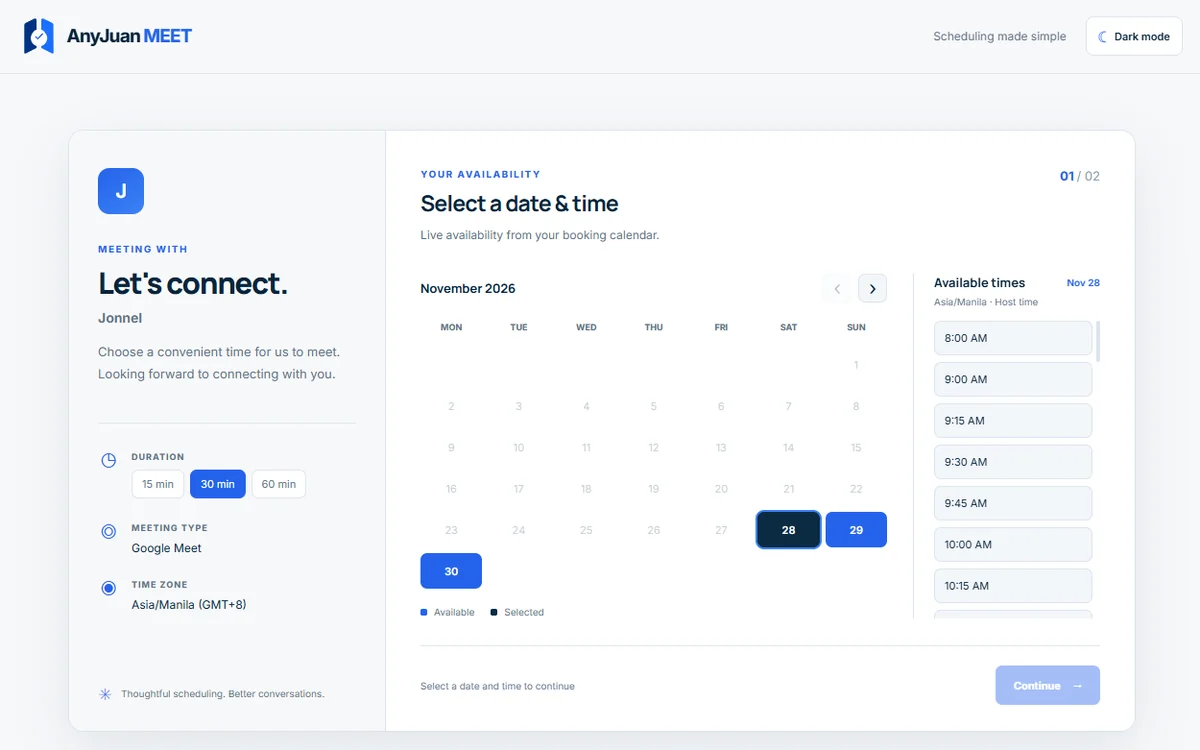 AnyJuan MEET
Scheduling made simple
Dark mode
J
MEETING WITH
Let's connect.
Jonnel
Choose a convenient time for us to meet.
Looking forward to connecting with you.
DURATION
15 min 30 min 60 min
MEETING TYPE
Google Meet
TIME ZONE
Asia/Manila (GMT+8)
Thoughtful scheduling. Better conversations.
YOUR AVAILABILITY
01 / 02
Select a date & time
Live availability from your booking calendar.
November 2026
MON TUE WED THU FRI SAT SUN
1
2 3 4 5 6 7 8
9 10 11 12 13 14 15
16 17 18 19 20 21 22
23 24 25 26 27 28 29
30
Available Selected
Available times Nov 28
Asia/Manila · Host time
8:00 AM
9:00 AM
9:15 AM
9:30 AM
9:45 AM
10:00 AM
10:15 AM
Select a date and time to continue
Continue →